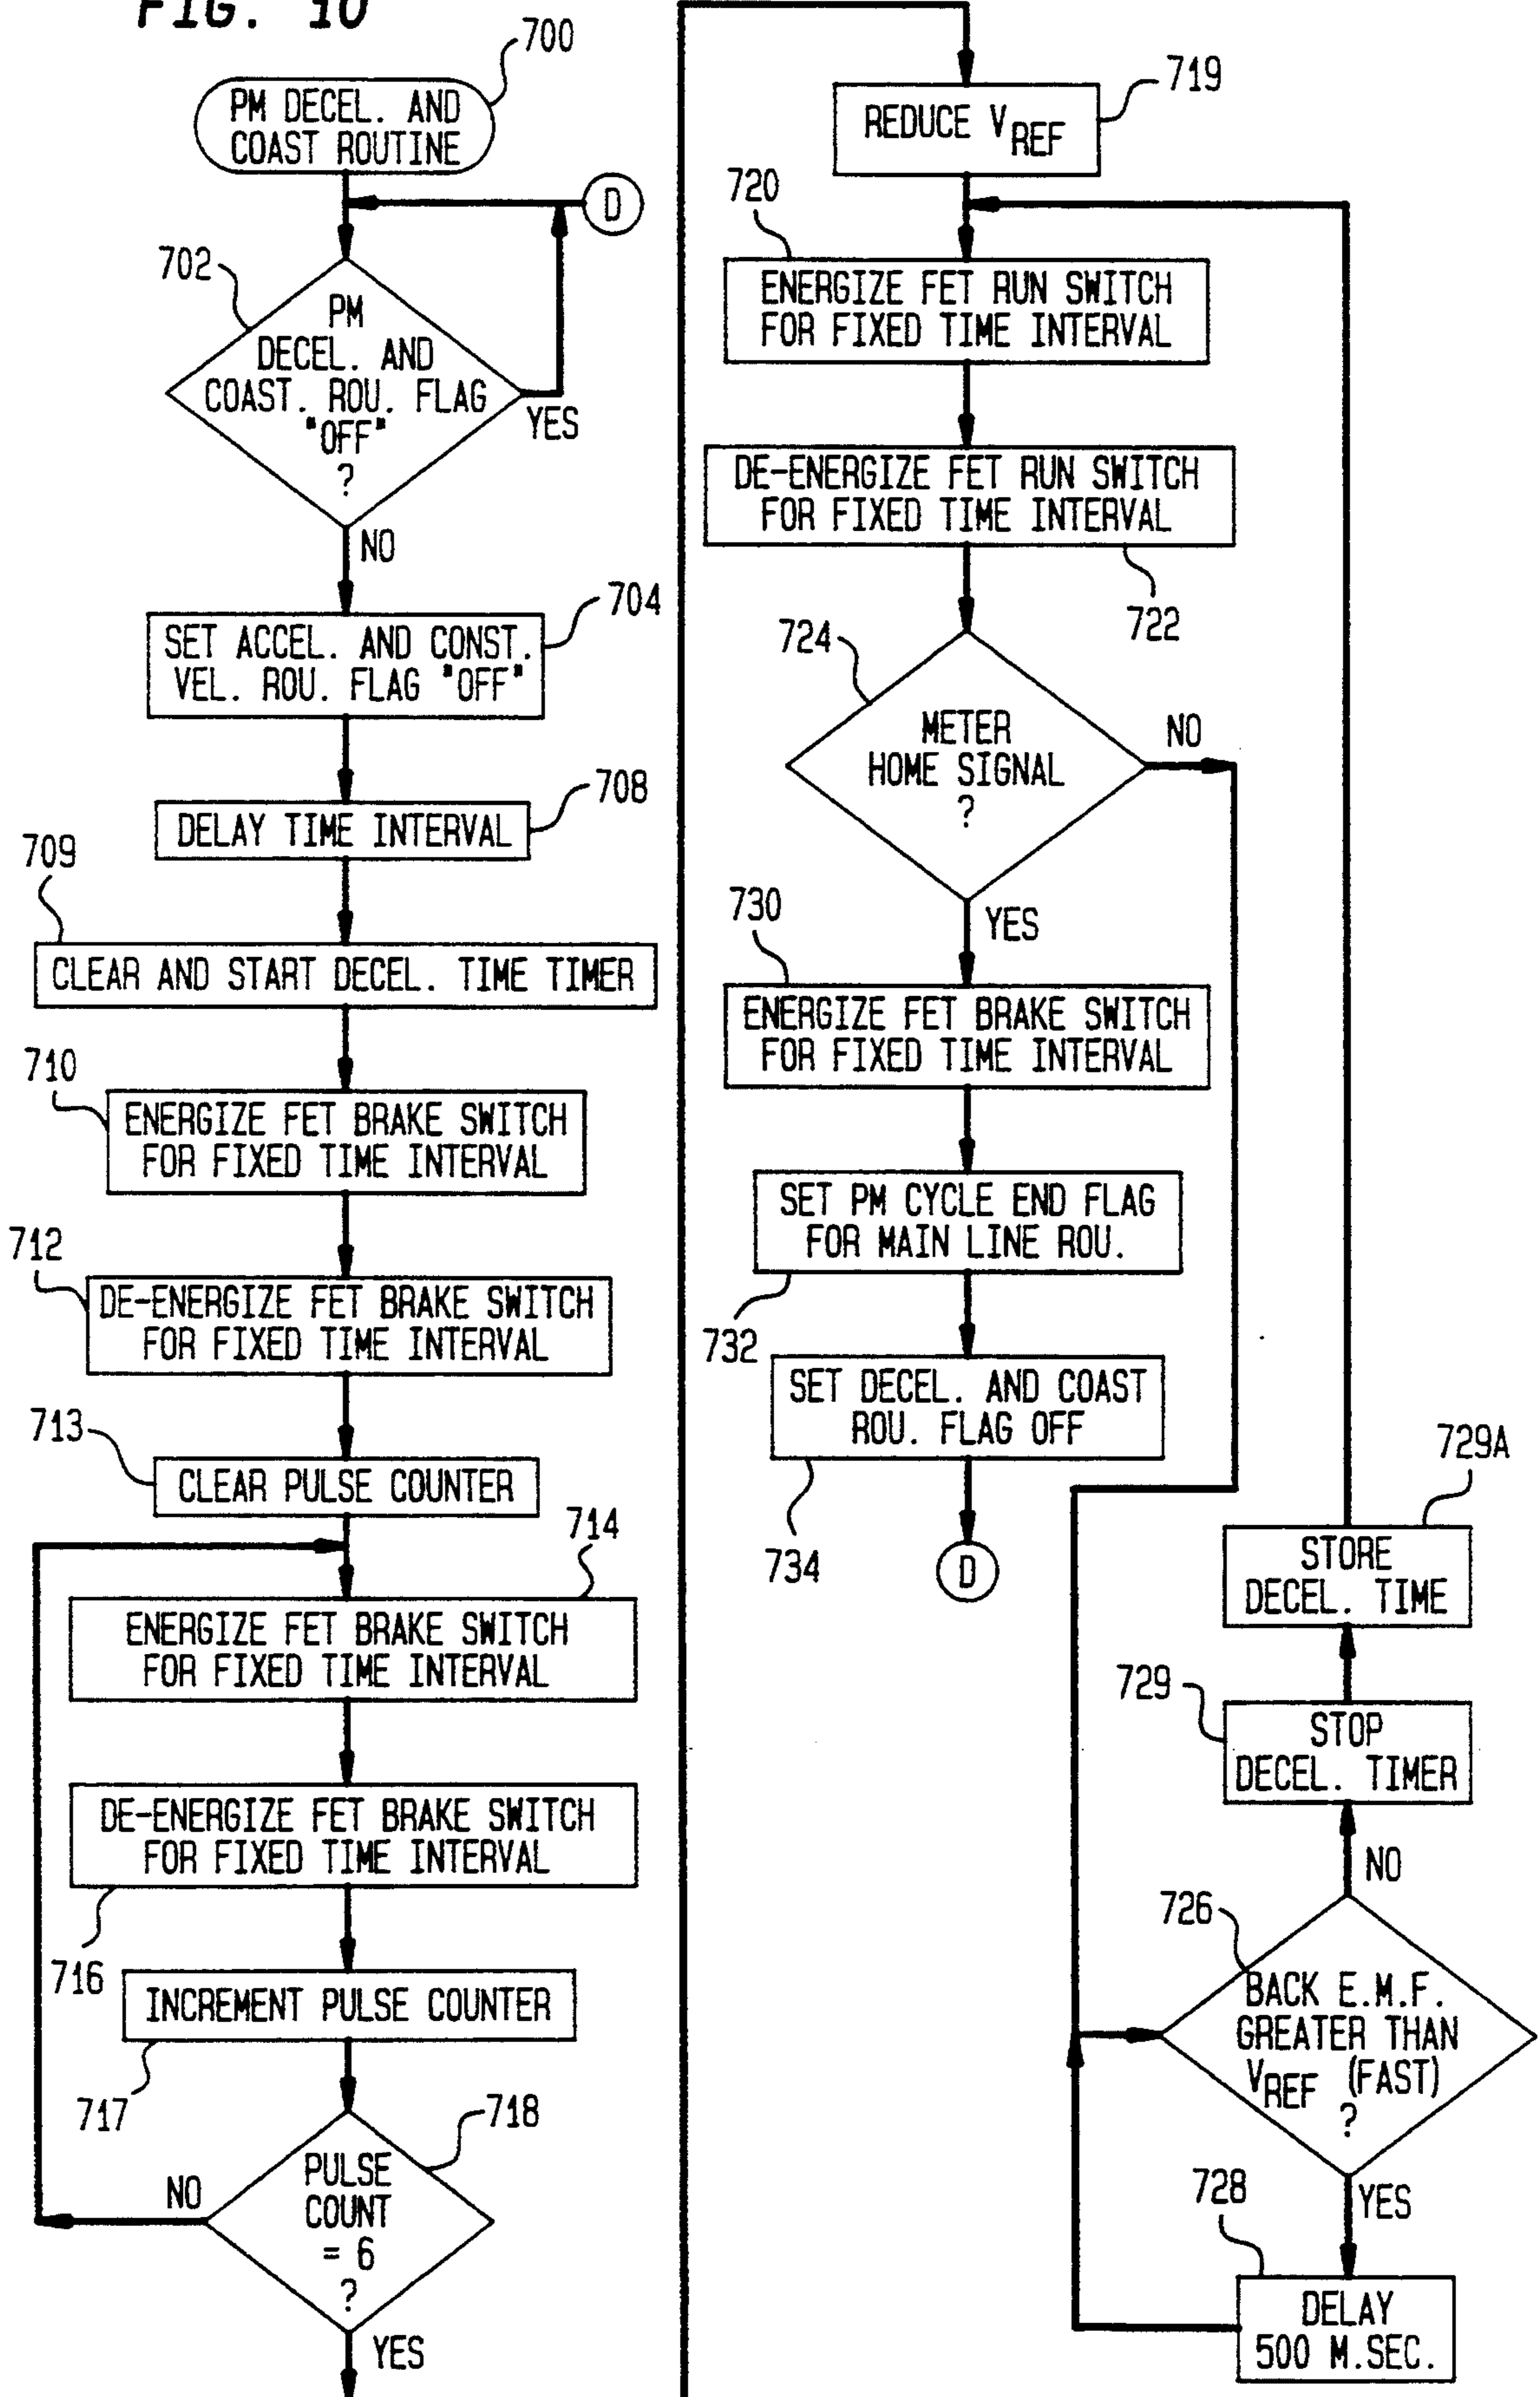 FIG. 10
700
PM DECEL. AND
COAST ROUTINE
D
702
PM
DECEL. AND
COAST. ROU. FLAG
"OFF"
?
YES
NO
704
SET ACCEL. AND CONST.
VEL. ROU. FLAG "OFF"
708
DELAY TIME INTERVAL
709
CLEAR AND START DECEL. TIME TIMER
710
ENERGIZE FET BRAKE SWITCH
FOR FIXED TIME INTERVAL
712
DE-ENERGIZE FET BRAKE SWITCH
FOR FIXED TIME INTERVAL
713
CLEAR PULSE COUNTER
714
ENERGIZE FET BRAKE SWITCH
FOR FIXED TIME INTERVAL
DE-ENERGIZE FET BRAKE SWITCH
FOR FIXED TIME INTERVAL
716
INCREMENT PULSE COUNTER
717
718
PULSE
COUNT
= 6
?
NO
YES
719
REDUCE VREF
720
ENERGIZE FET RUN SWITCH
FOR FIXED TIME INTERVAL
DE-ENERGIZE FET RUN SWITCH
FOR FIXED TIME INTERVAL
722
724
METER
HOME SIGNAL
?
NO
YES
730
ENERGIZE FET BRAKE SWITCH
FOR FIXED TIME INTERVAL
SET PM CYCLE END FLAG
FOR MAIN LINE ROU.
732
SET DECEL. AND COAST
ROU. FLAG OFF
734
D
729A
STORE
DECEL. TIME
729
STOP
DECEL. TIMER
NO
726
BACK E.M.F.
GREATER THAN
VREF (FAST)
?
YES
728
DELAY
500 M.SEC.